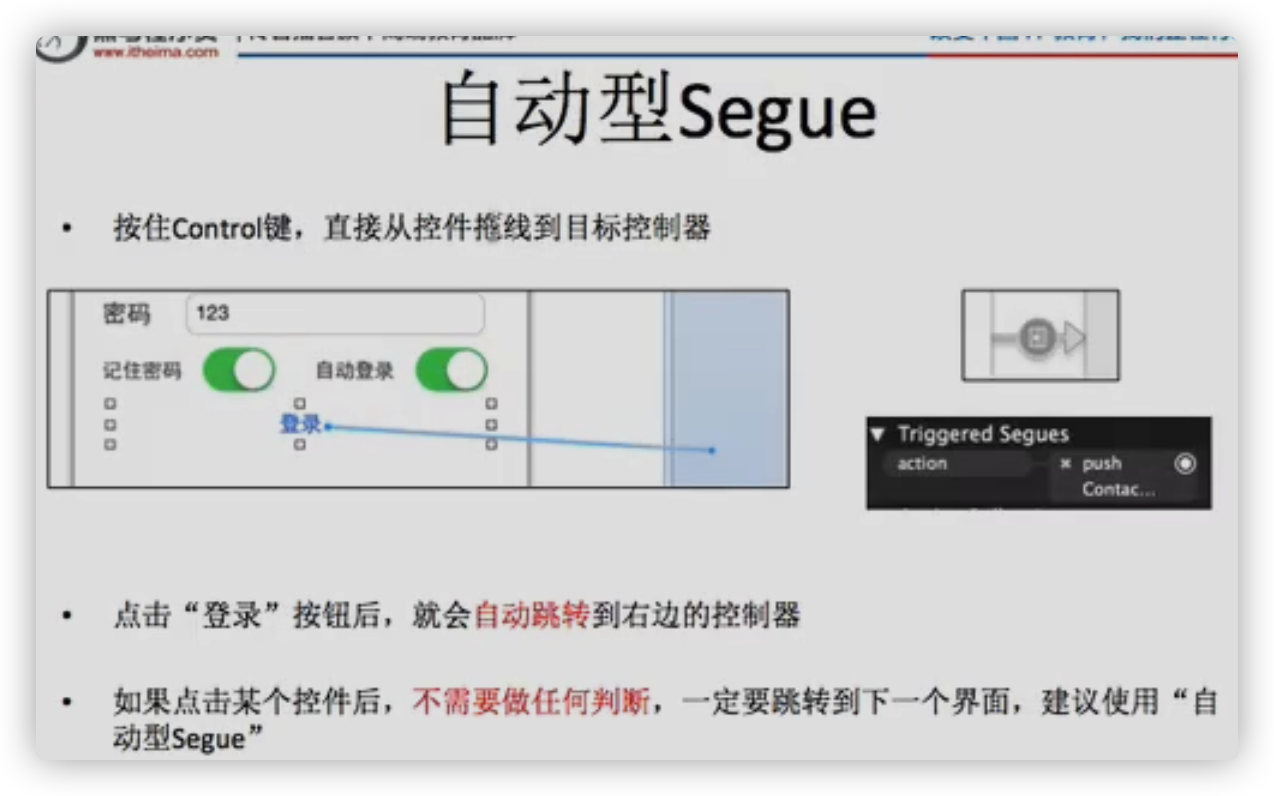 www.itheima.com
自动型Segue
• 按住Control键，直接从控件拖线到目标控制器
密码 123
记住密码 自动登录
登录
Triggered Segues
action push
Contac...
• 点击“登录”按钮后，就会自动跳转到右边的控制器
• 如果点击某个控件后，不需要做任何判断，一定要跳转到下一个界面，建议使用“自
动型Segue”